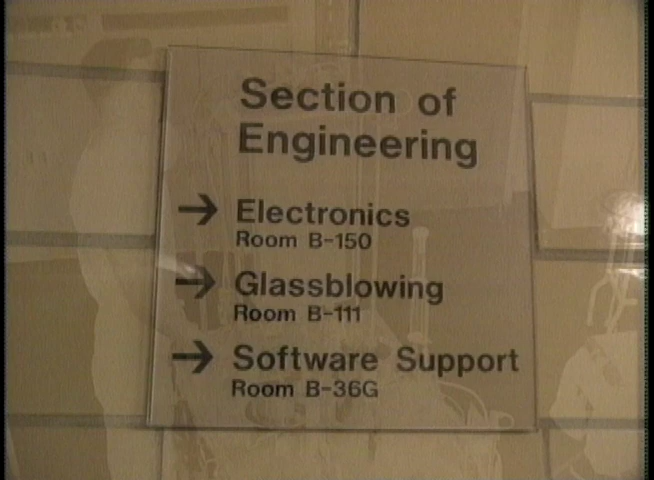 Section of
Engineering
→ Electronics
Room B-150
→ Glassblowing
Room B-111
→ Software Support
Room B-36G